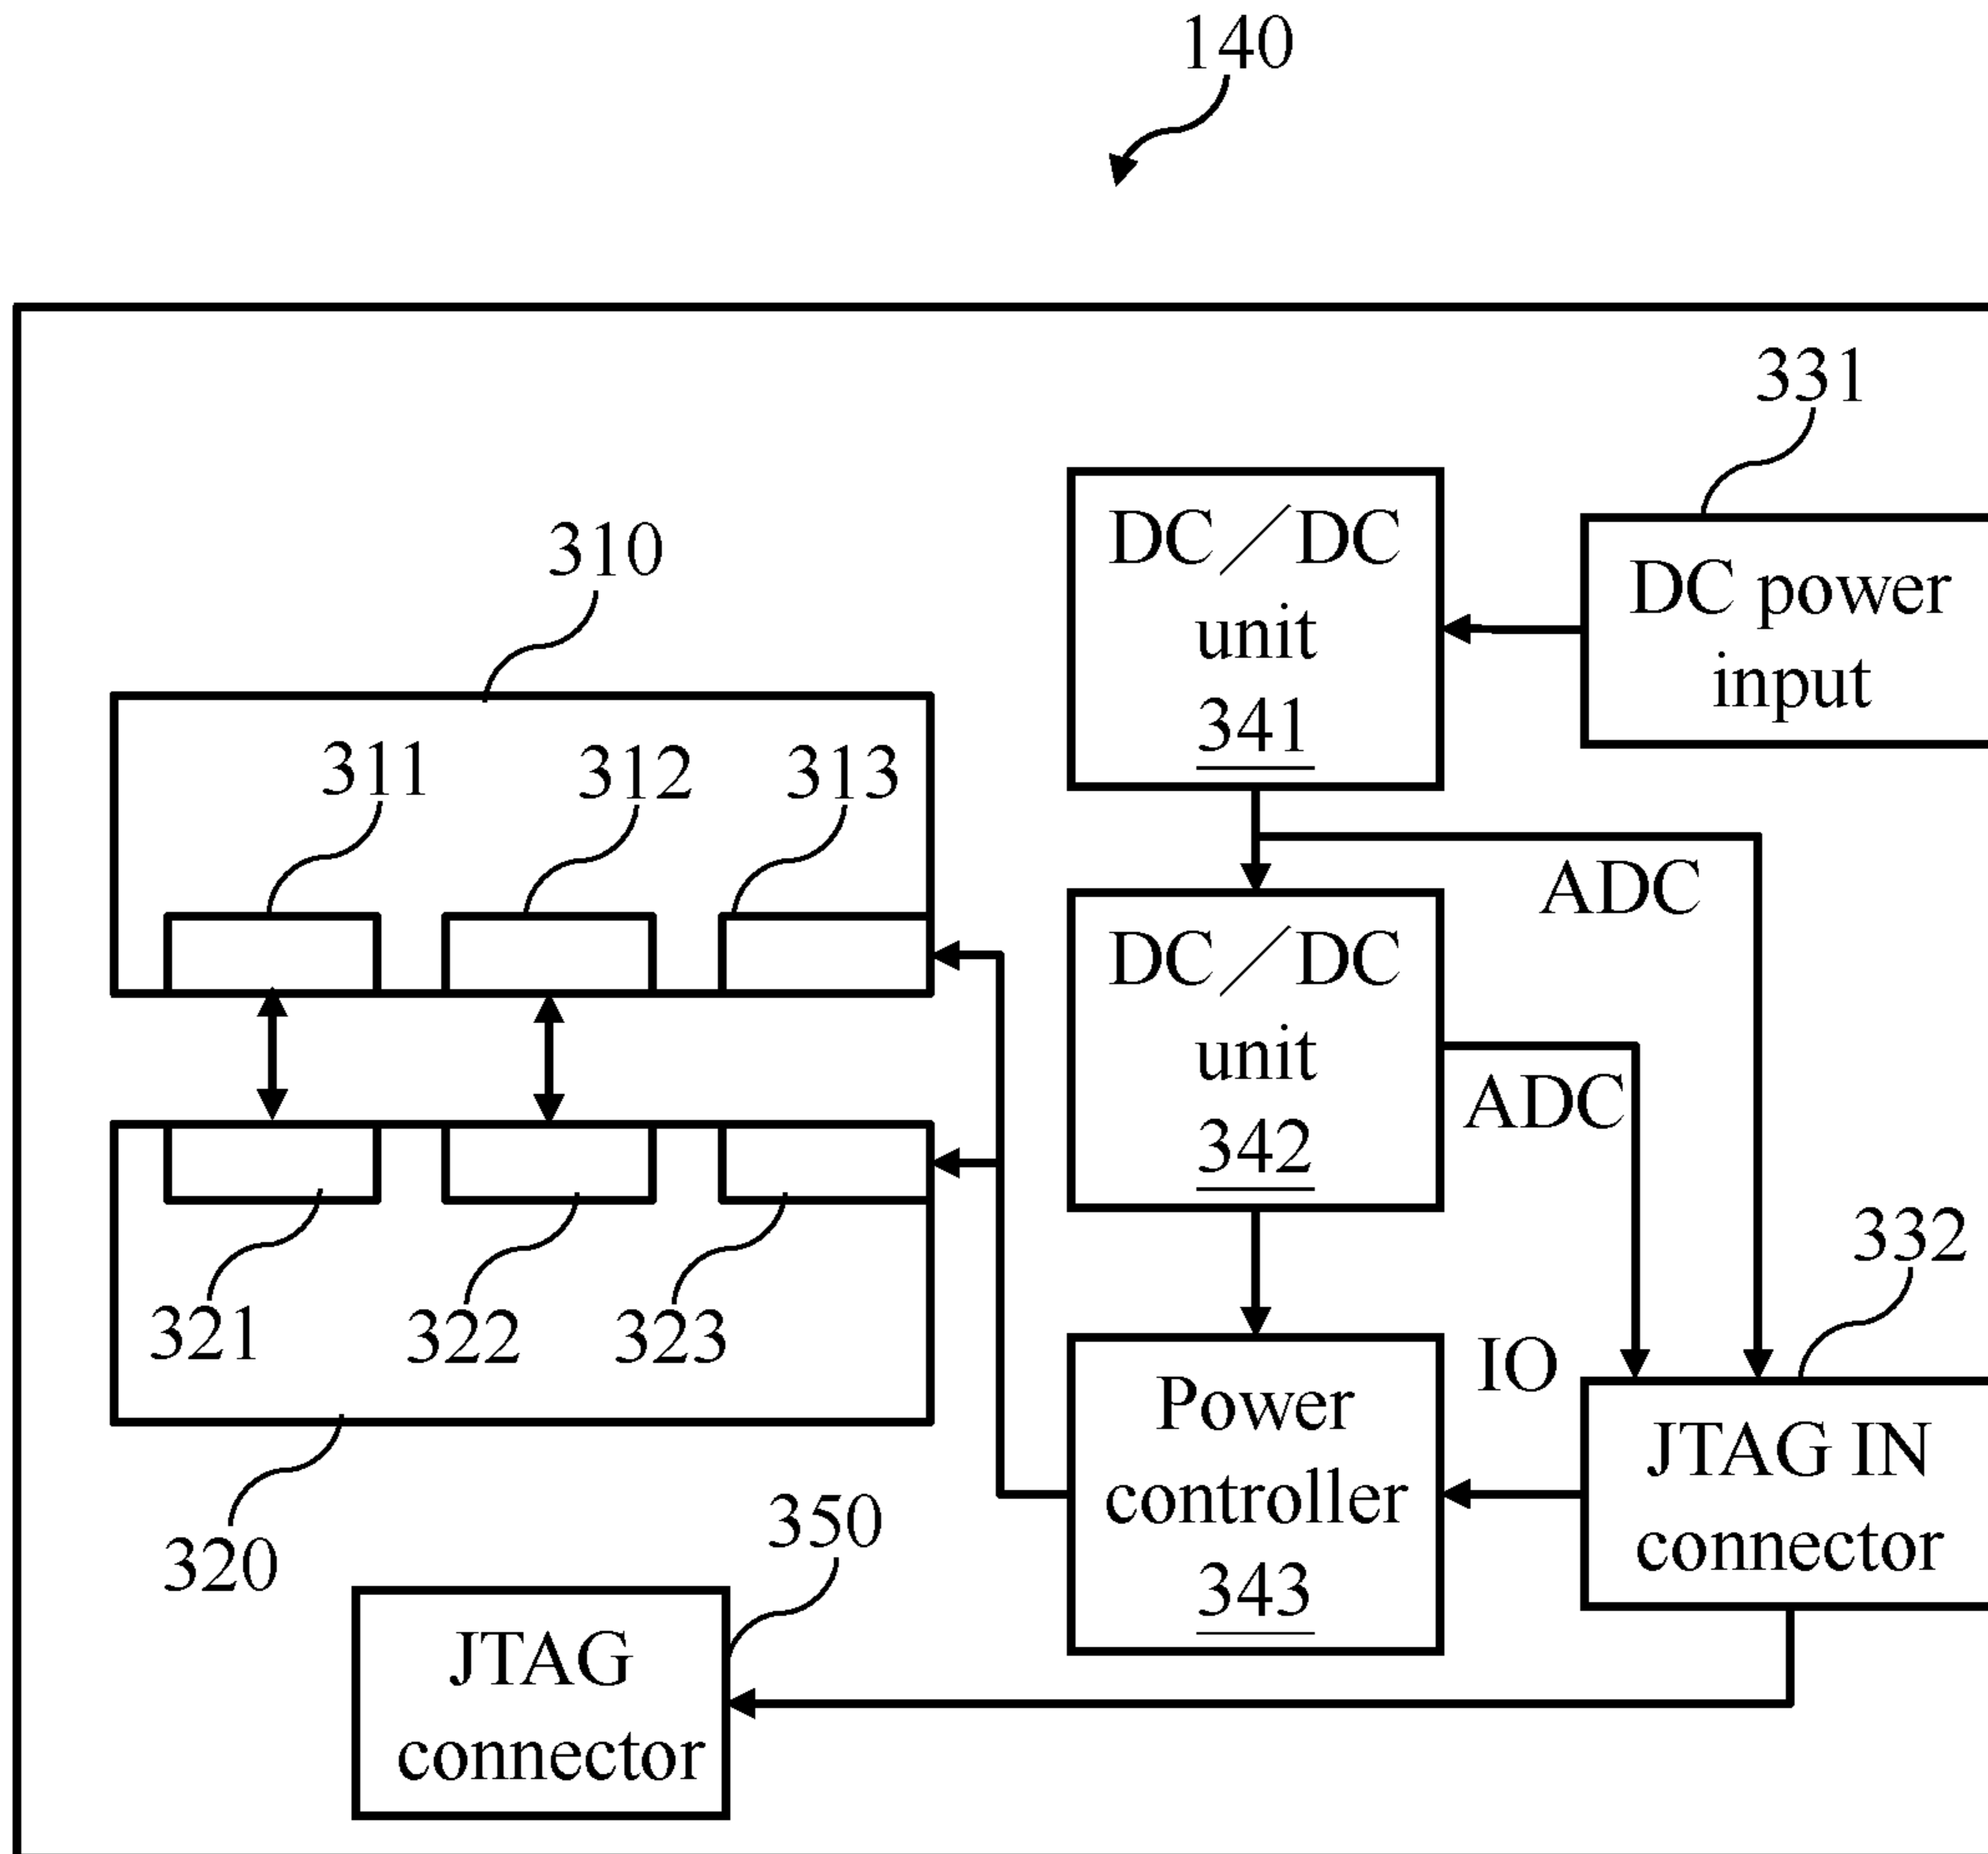 140
331
DC／DC
unit
341
DC power
input
310
311
312
313
ADC
DC／DC
unit
342
ADC
332
321
322
323
IO
Power
controller
343
JTAG IN
connector
320
350
JTAG
connector